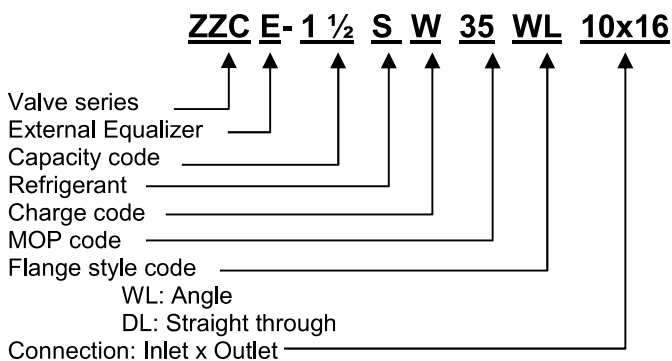 ZZC E- 1 ½ S W 35 WL 10x16
Valve series
External Equalizer
Capacity code
Refrigerant
Charge code
MOP code
Flange style code
WL: Angle
DL: Straight through
Connection: Inlet x Outlet